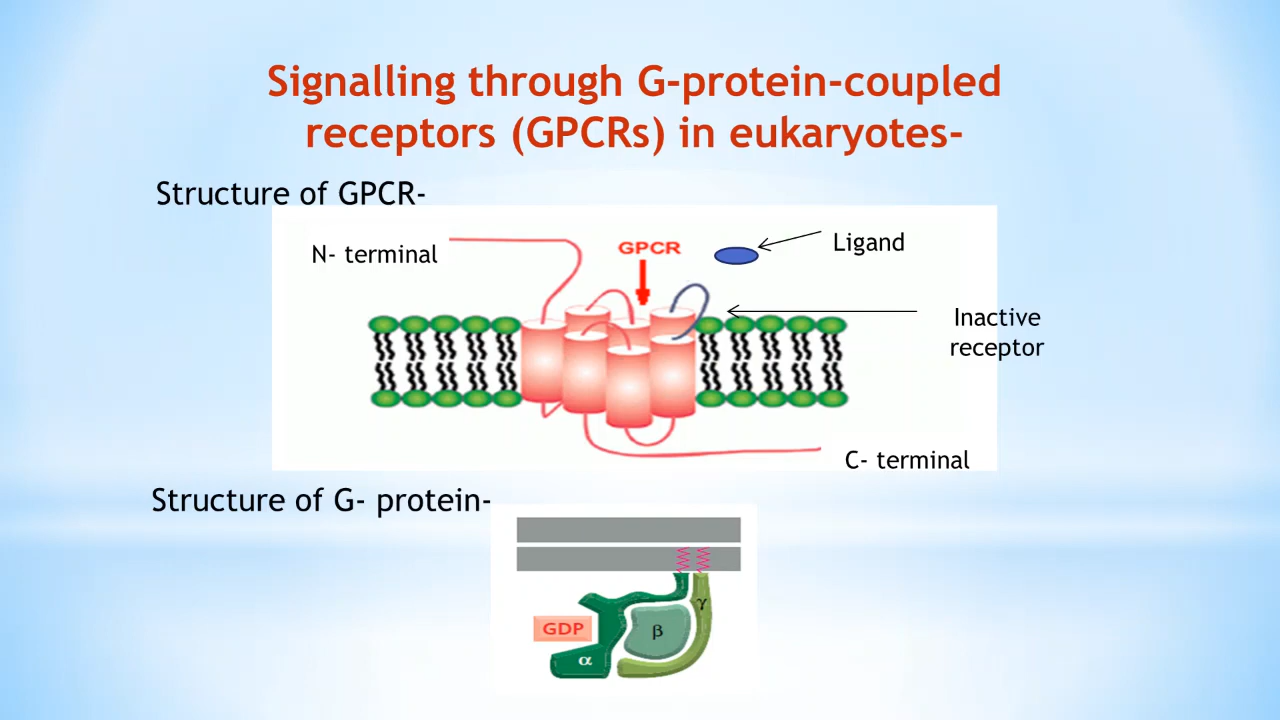 Signalling through G-protein-coupled
receptors (GPCRs) in eukaryotes-
Structure of GPCR-
N- terminal
GPCR
Ligand
Inactive
receptor
C- terminal
Structure of G- protein-
γ
GDP
β
α